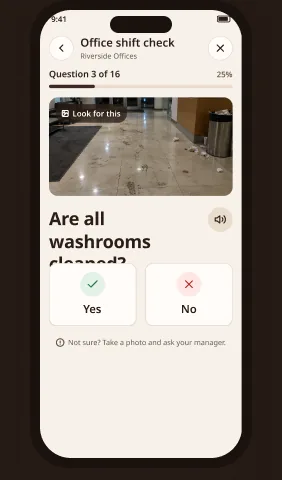 9:41
Office shift check
Riverside Offices
Question 3 of 16
25%
Look for this
Are all
washrooms
cleaned?
Yes
No
Not sure? Take a photo and ask your manager.